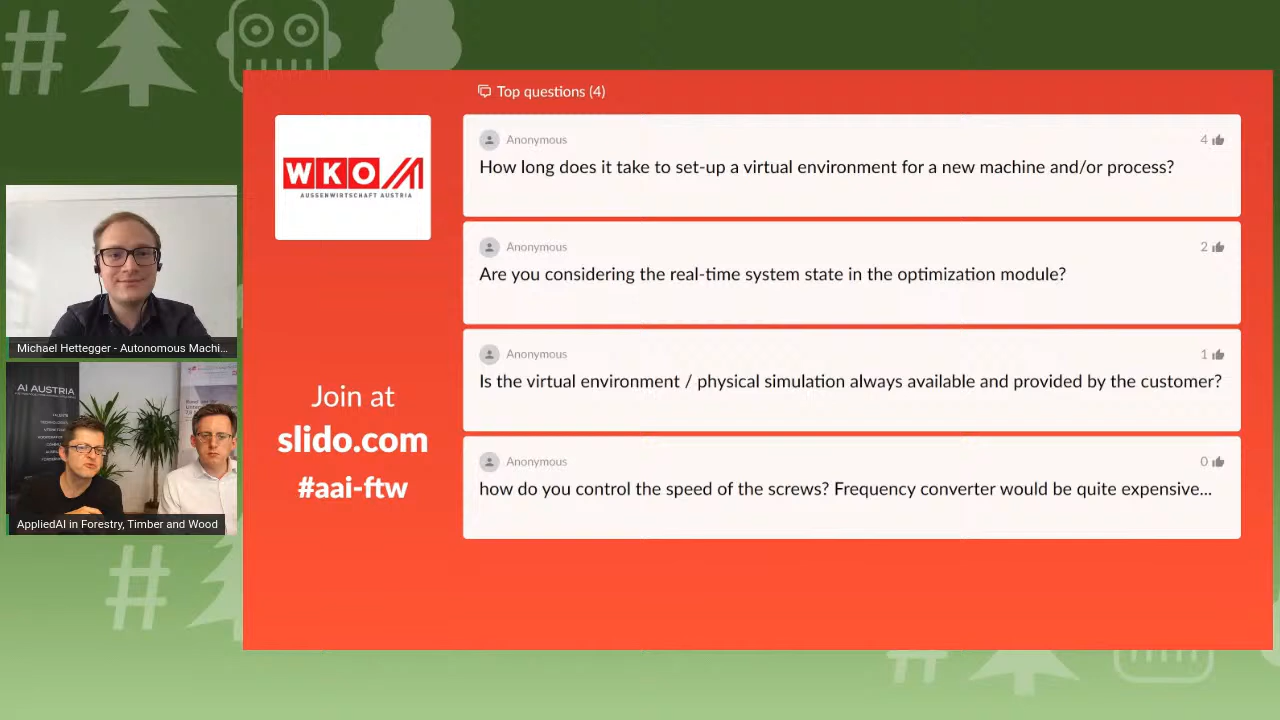 Top questions (4)
WKO
AUSSENWIRTSCHAFT AUSTRIA
Anonymous
4
How long does it take to set-up a virtual environment for a new machine and/or process?
Anonymous
2
Are you considering the real-time system state in the optimization module?
Anonymous
1
Is the virtual environment / physical simulation always available and provided by the customer?
Anonymous
0
how do you control the speed of the screws? Frequency converter would be quite expensive...
Join at
slido.com
#aai-ftw
Michael Hettegger - Autonomous Machi...
AI AUSTRIA
AppliedAI in Forestry, Timber and Wood